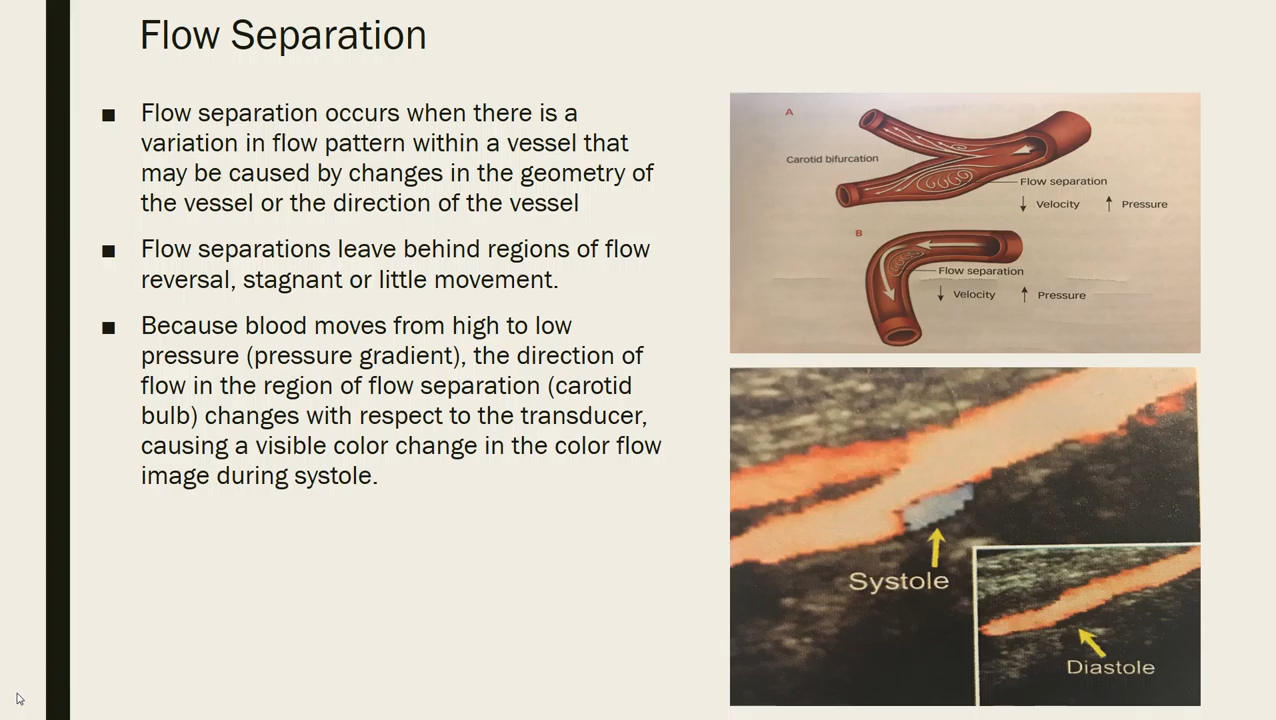 Flow Separation
■ Flow separation occurs when there is a
variation in flow pattern within a vessel that
may be caused by changes in the geometry of
the vessel or the direction of the vessel
■ Flow separations leave behind regions of flow
reversal, stagnant or little movement.
■ Because blood moves from high to low
pressure (pressure gradient), the direction of
flow in the region of flow separation (carotid
bulb) changes with respect to the transducer,
causing a visible color change in the color flow
image during systole.
A
Carotid bifurcation
Flow separation
↓ Velocity ↑ Pressure
B
Flow separation
↓ Velocity ↑ Pressure
Systole
Diastole